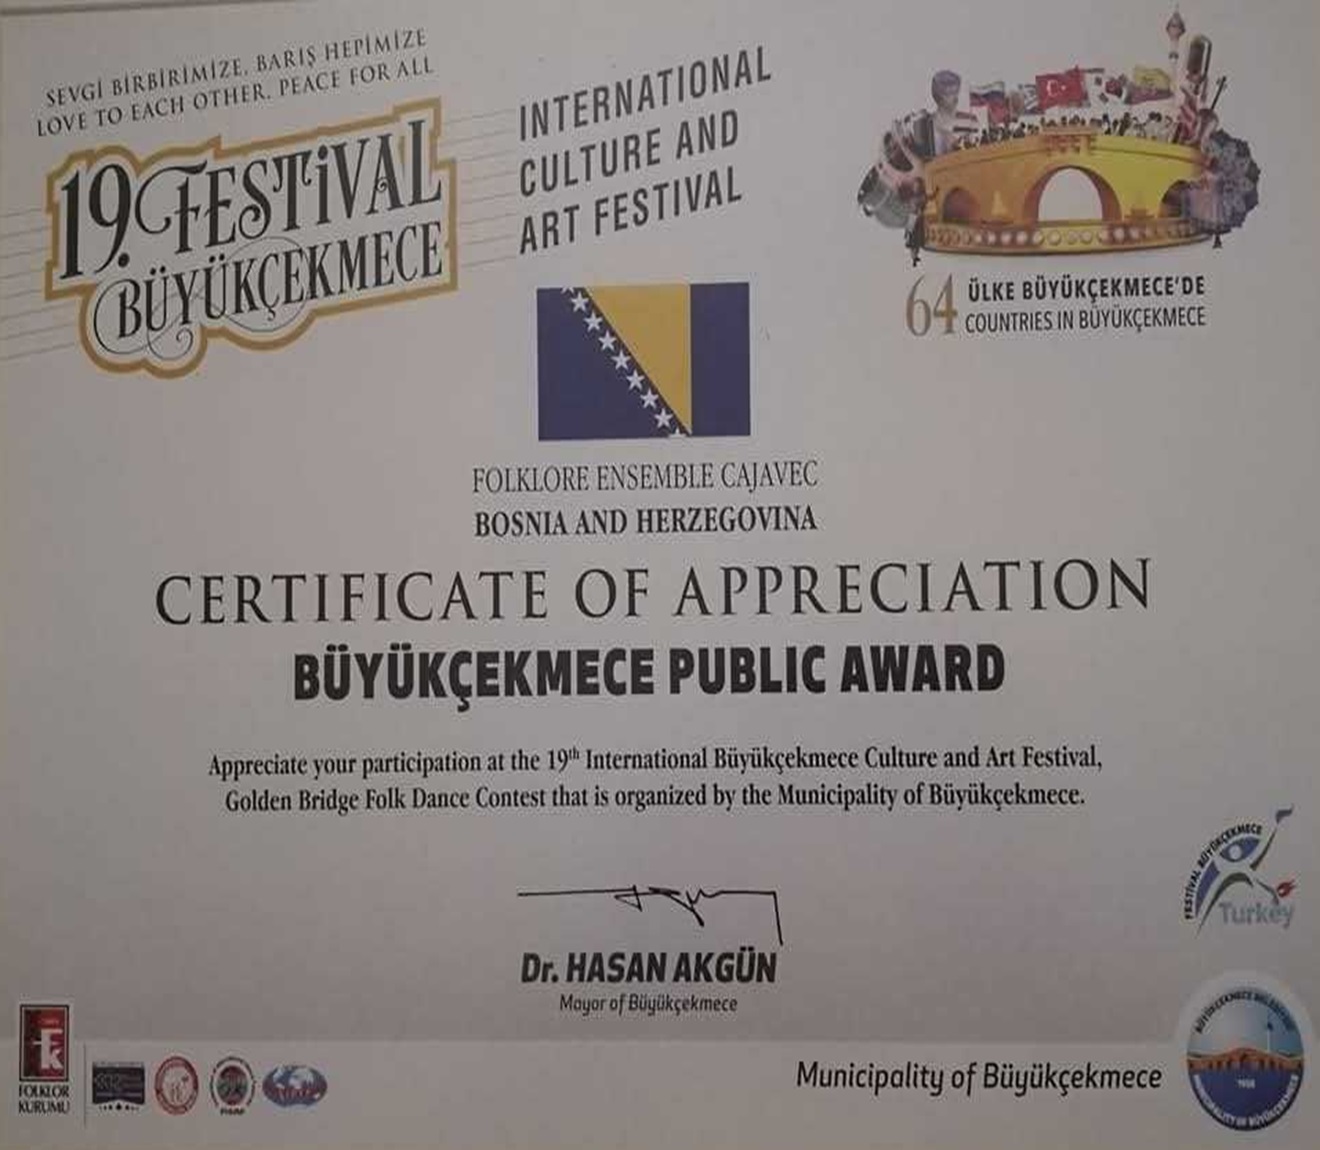 SEVGİ BİRBİRİMİZE, BARIŞ HEPİMİZE
LOVE TO EACH OTHER, PEACE FOR ALL
19. FESTİVAL
BÜYÜKÇEKMECE
INTERNATIONAL
CULTURE AND
ART FESTIVAL
64 ÜLKE BÜYÜKÇEKMECE'DE
COUNTRIES IN BÜYÜKÇEKMECE
FOLKLORE ENSEMBLE CAJAVEC
BOSNIA AND HERZEGOVINA
CERTIFICATE OF APPRECIATION
BÜYÜKÇEKMECE PUBLIC AWARD
Appreciate your participation at the 19th International Büyükçekmece Culture and Art Festival,
Golden Bridge Folk Dance Contest that is organized by the Municipality of Büyükçekmece.
Dr. HASAN AKGÜN
Mayor of Büyükçekmece
FESTİVAL BÜYÜKÇEKMECE
Turkey
FOLKLOR
KURUMU
Municipality of Büyükçekmece
BÜYÜKÇEKMECE BELEDİYESİ
MUNICIPALITY OF BÜYÜKÇEKMECE